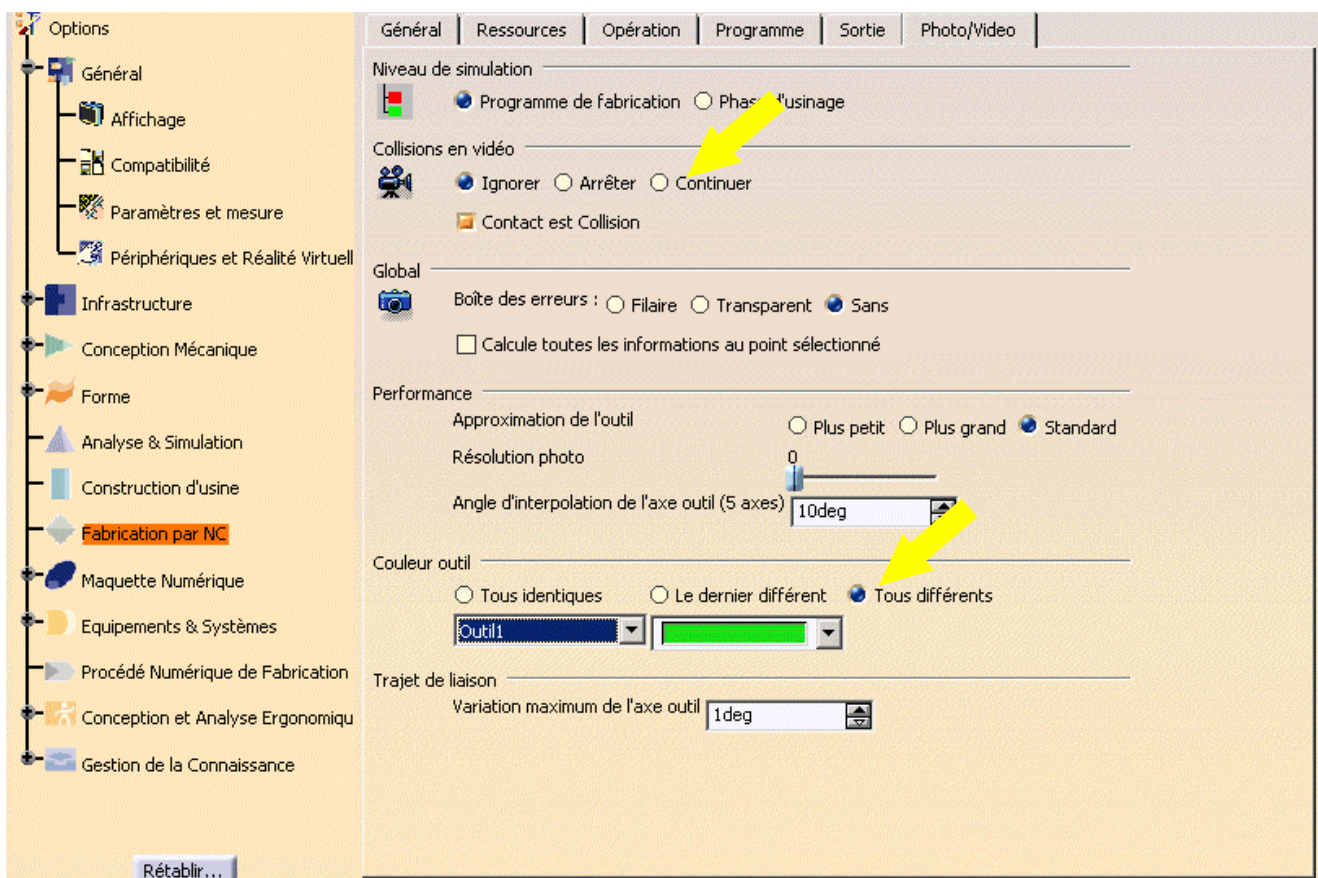 Options
Général
Affichage
Compatibilité
Paramètres et mesure
Périphériques et Réalité Virtuell
Infrastructure
Conception Mécanique
Forme
Analyse & Simulation
Construction d'usine
Fabrication par NC
Maquette Numérique
Equipements & Systèmes
Procédé Numérique de Fabrication
Conception et Analyse Ergonomiqu
Gestion de la Connaissance
Rétablir...
Général Ressources Opération Programme Sortie Photo/Video
Niveau de simulation
Programme de fabrication Phase d'usinage
Collisions en vidéo
Ignorer Arrêter Continuer
Contact est Collision
Global
Boîte des erreurs : Filaire Transparent Sans
Calcule toutes les informations au point sélectionné
Performance
Approximation de l'outil Plus petit Plus grand Standard
Résolution photo 0
Angle d'interpolation de l'axe outil (5 axes) 10deg
Couleur outil
Tous identiques Le dernier différent Tous différents
Outil1
Trajet de liaison
Variation maximum de l'axe outil 1deg